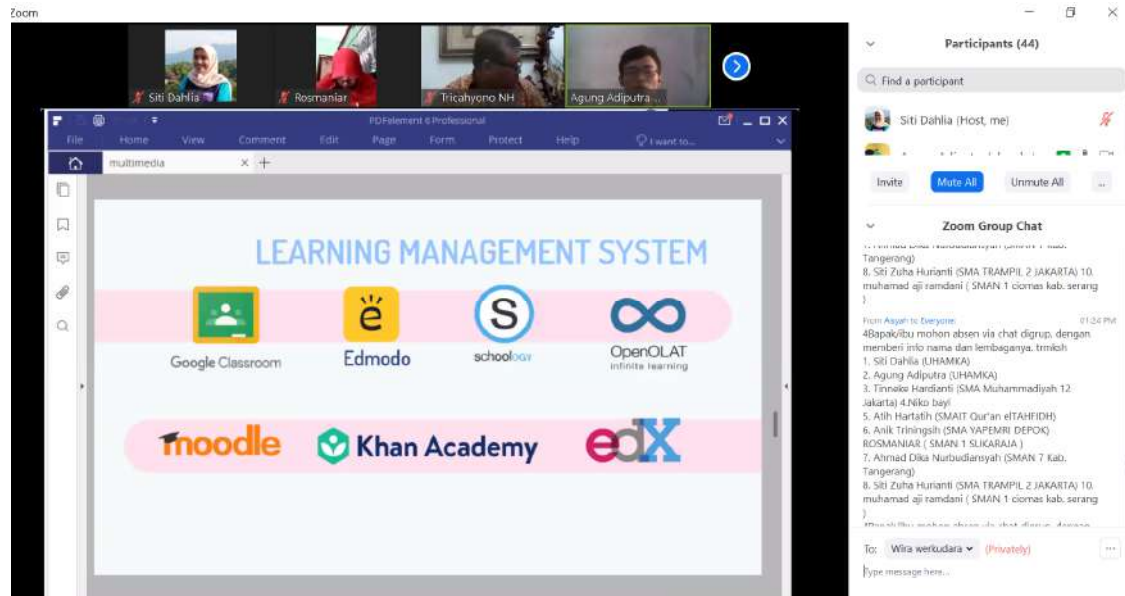 Zoom
Siti Dahlia
Rosmaniar
Tricahyono NH
Agung Adiputra ...
PDFelement 6 Professional
File Home View Comment Edit Page Form Protect Help I want to...
multimedia
LEARNING MANAGEMENT SYSTEM
Google Classroom
ë
Edmodo
S
schoology
OpenOLAT
infinite learning
moodle
Khan Academy
edX
Participants (44)
Find a participant
Siti Dahlia (Host, me)
Invite Mute All Unmute All ...
Zoom Group Chat
Tangerang)
8. Siti Zuha Hurianti (SMA TRAMPIL 2 JAKARTA) 10.
muhamad aji ramdani ( SMAN 1 ciomas kab. serang
)
From Aisyah to Everyone: 01:24 PM
4Bapak/ibu mohon absen via chat digrup, dengan
memberi info nama dan lembaganya. trmksh
1. Siti Dahlia (UHAMKA)
2. Agung Adiputra (UHAMKA)
3. Tinneke Hardianti (SMA Muhammadiyah 12
Jakarta) 4.Niko bayi
5. Atih Hartatih (SMAIT Qur'an elTAHFIDH)
6. Anik Triningsih (SMA YAPEMRI DEPOK)
ROSMANIAR ( SMAN 1 SUKARAJA )
7. Ahmad Dika Nurbudiansyah (SMAN 7 Kab.
Tangerang)
8. Siti Zuha Hurianti (SMA TRAMPIL 2 JAKARTA) 10.
muhamad aji ramdani ( SMAN 1 ciomas kab. serang
)
To: Wira werkudara (Privately) ...
Type message here...